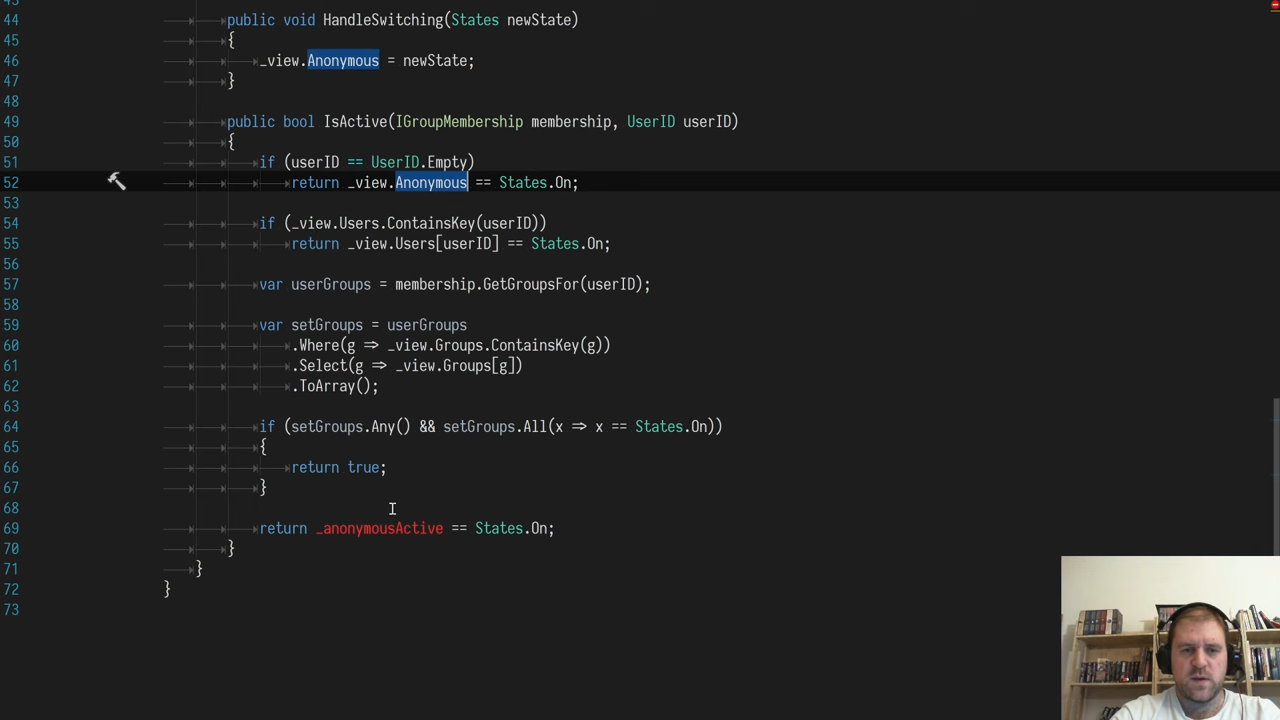 44 public void HandleSwitching(States newState)
45 {
46 _view.Anonymous = newState;
47 }
48
49 public bool IsActive(IGroupMembership membership, UserID userID)
50 {
51 if (userID == UserID.Empty)
52 return _view.Anonymous == States.On;
53
54 if (_view.Users.ContainsKey(userID))
55 return _view.Users[userID] == States.On;
56
57 var userGroups = membership.GetGroupsFor(userID);
58
59 var setGroups = userGroups
60 .Where(g => _view.Groups.ContainsKey(g))
61 .Select(g => _view.Groups[g])
62 .ToArray();
63
64 if (setGroups.Any() && setGroups.All(x => x == States.On))
65 {
66 return true;
67 }
68
69 return _anonymousActive == States.On;
70 }
71 }
72 }
73